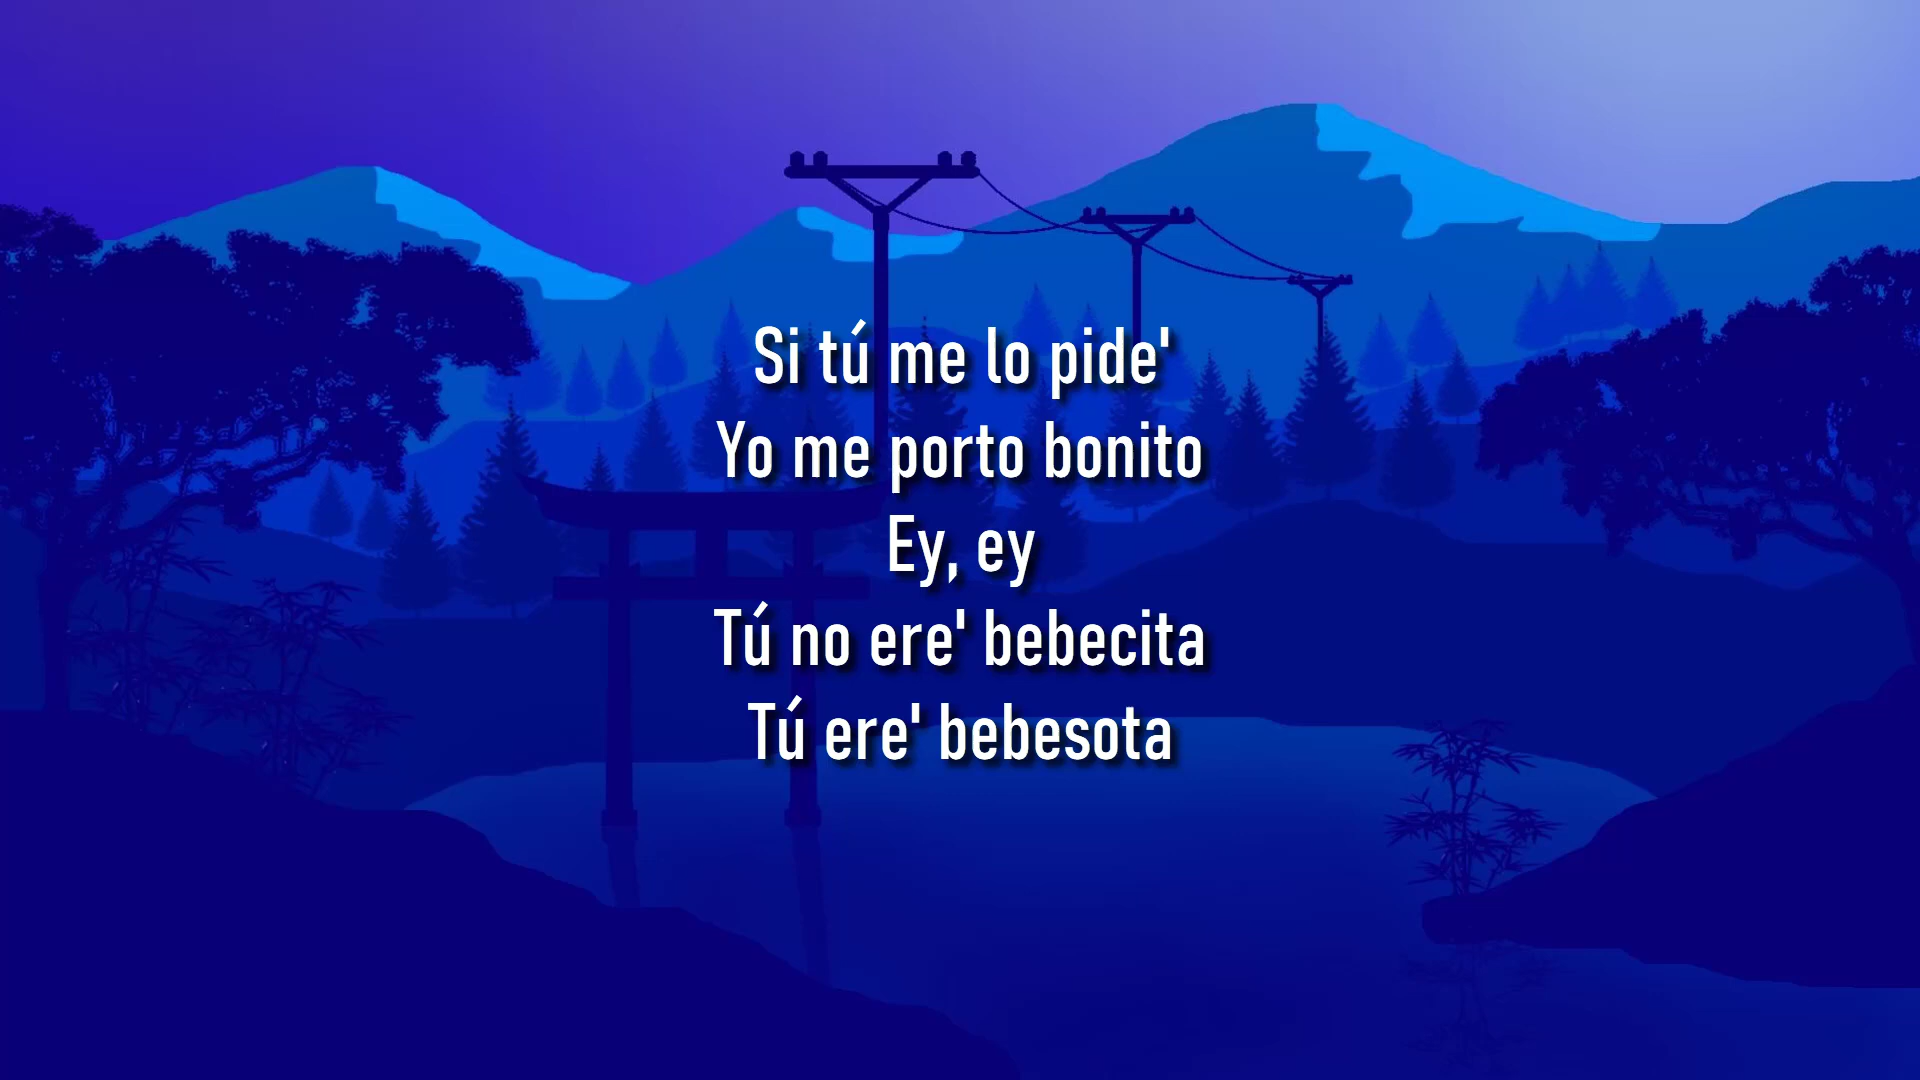 Si tú me lo pide'
Yo me porto bonito
Ey, ey
Tú no ere' bebecita
Tú ere' bebesota